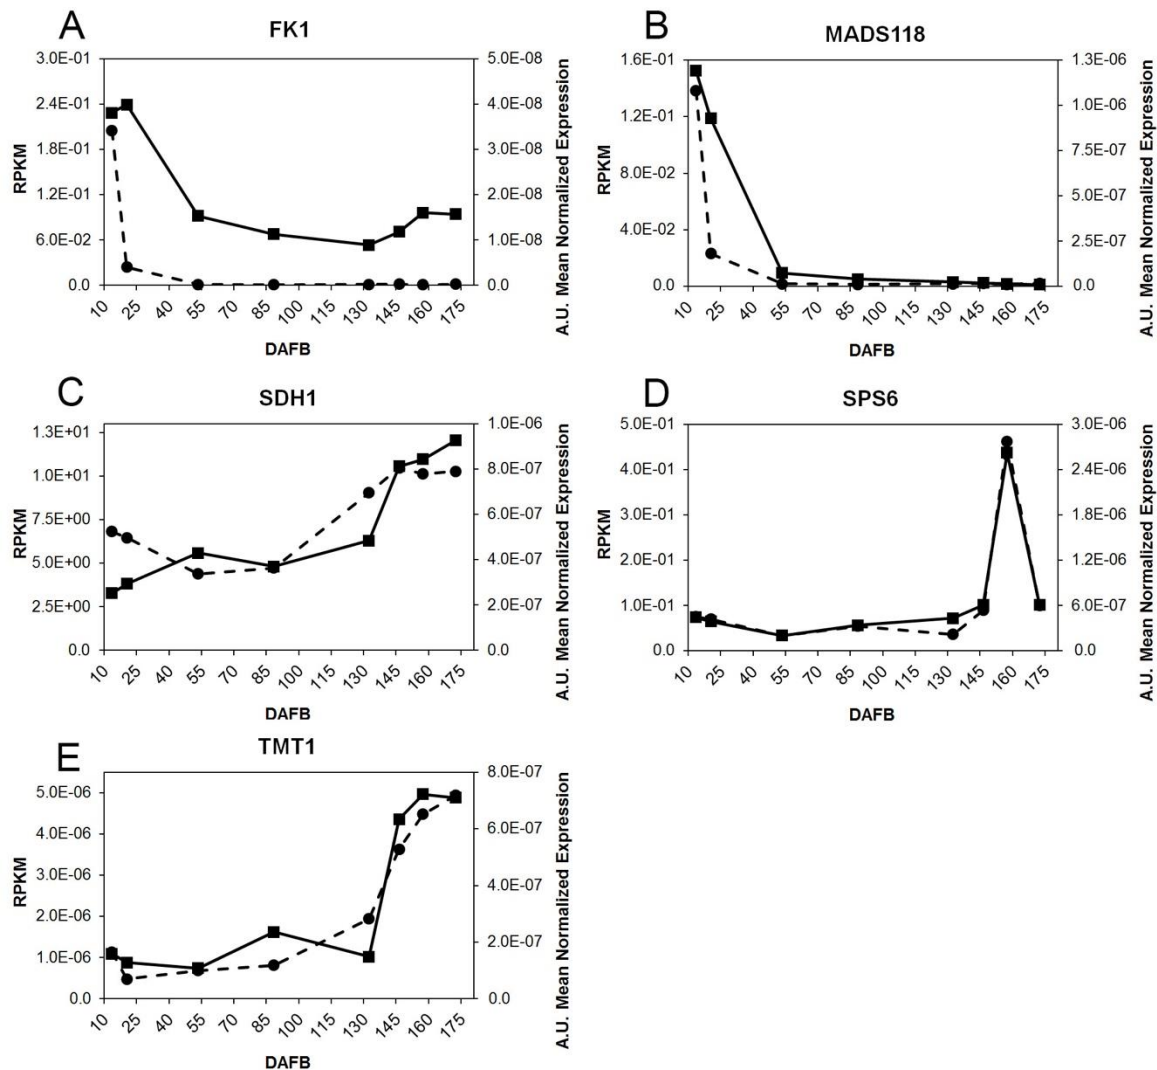 A
FK1
3.0E-01
2.4E-01
1.8E-01
1.2E-01
6.0E-02
0.0
RPKM
5.0E-08
4.0E-08
3.0E-08
2.0E-08
1.0E-08
0.0
A.U. Mean Normalized Expression
10 25 40 55 70 85 100 115 130 145 160 175
DAFB
B
MADS118
1.6E-01
1.2E-01
8.0E-02
4.0E-02
0.0
RPKM
1.3E-06
1.0E-06
7.5E-07
5.0E-07
2.5E-07
0.0
A.U. Mean Normalized Expression
10 25 40 55 70 85 100 115 130 145 160 175
DAFB
C
SDH1
1.3E+01
1.0E+01
7.5E+00
5.0E+00
2.5E+00
0.0
RPKM
1.0E-06
8.0E-07
6.0E-07
4.0E-07
2.0E-07
0.0
A.U. Mean Normalized Expression
10 25 40 55 70 85 100 115 130 145 160 175
DAFB
D
SPS6
5.0E-01
4.0E-01
3.0E-01
2.0E-01
1.0E-01
0.0
RPKM
3.0E-06
2.4E-06
1.8E-06
1.2E-06
6.0E-07
0.0
A.U. Mean Normalized Expression
10 25 40 55 70 85 100 115 130 145 160 175
DAFB
E
TMT1
5.0E-06
4.0E-06
3.0E-06
2.0E-06
1.0E-06
0.0
RPKM
8.0E-07
6.0E-07
4.0E-07
2.0E-07
0.0
A.U. Mean Normalized Expression
10 25 40 55 70 85 100 115 130 145 160 175
DAFB